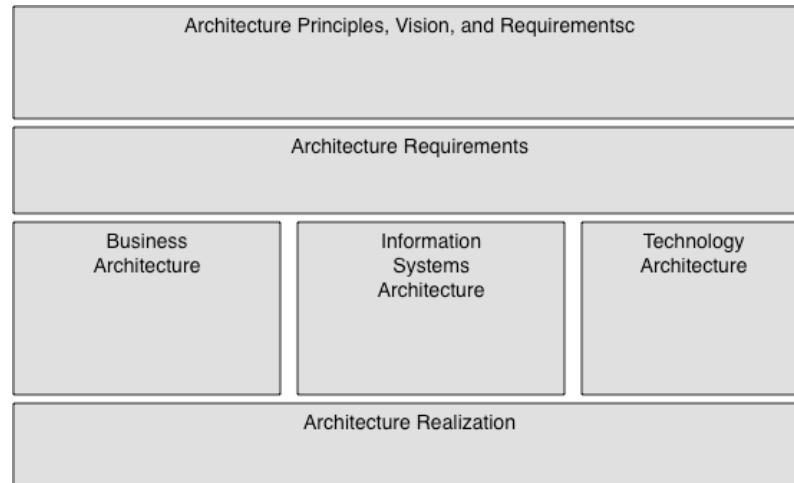 Architecture Principles, Vision, and Requirementsc
Architecture Requirements
Business
Architecture
Information
Systems
Architecture
Technology
Architecture
Architecture Realization